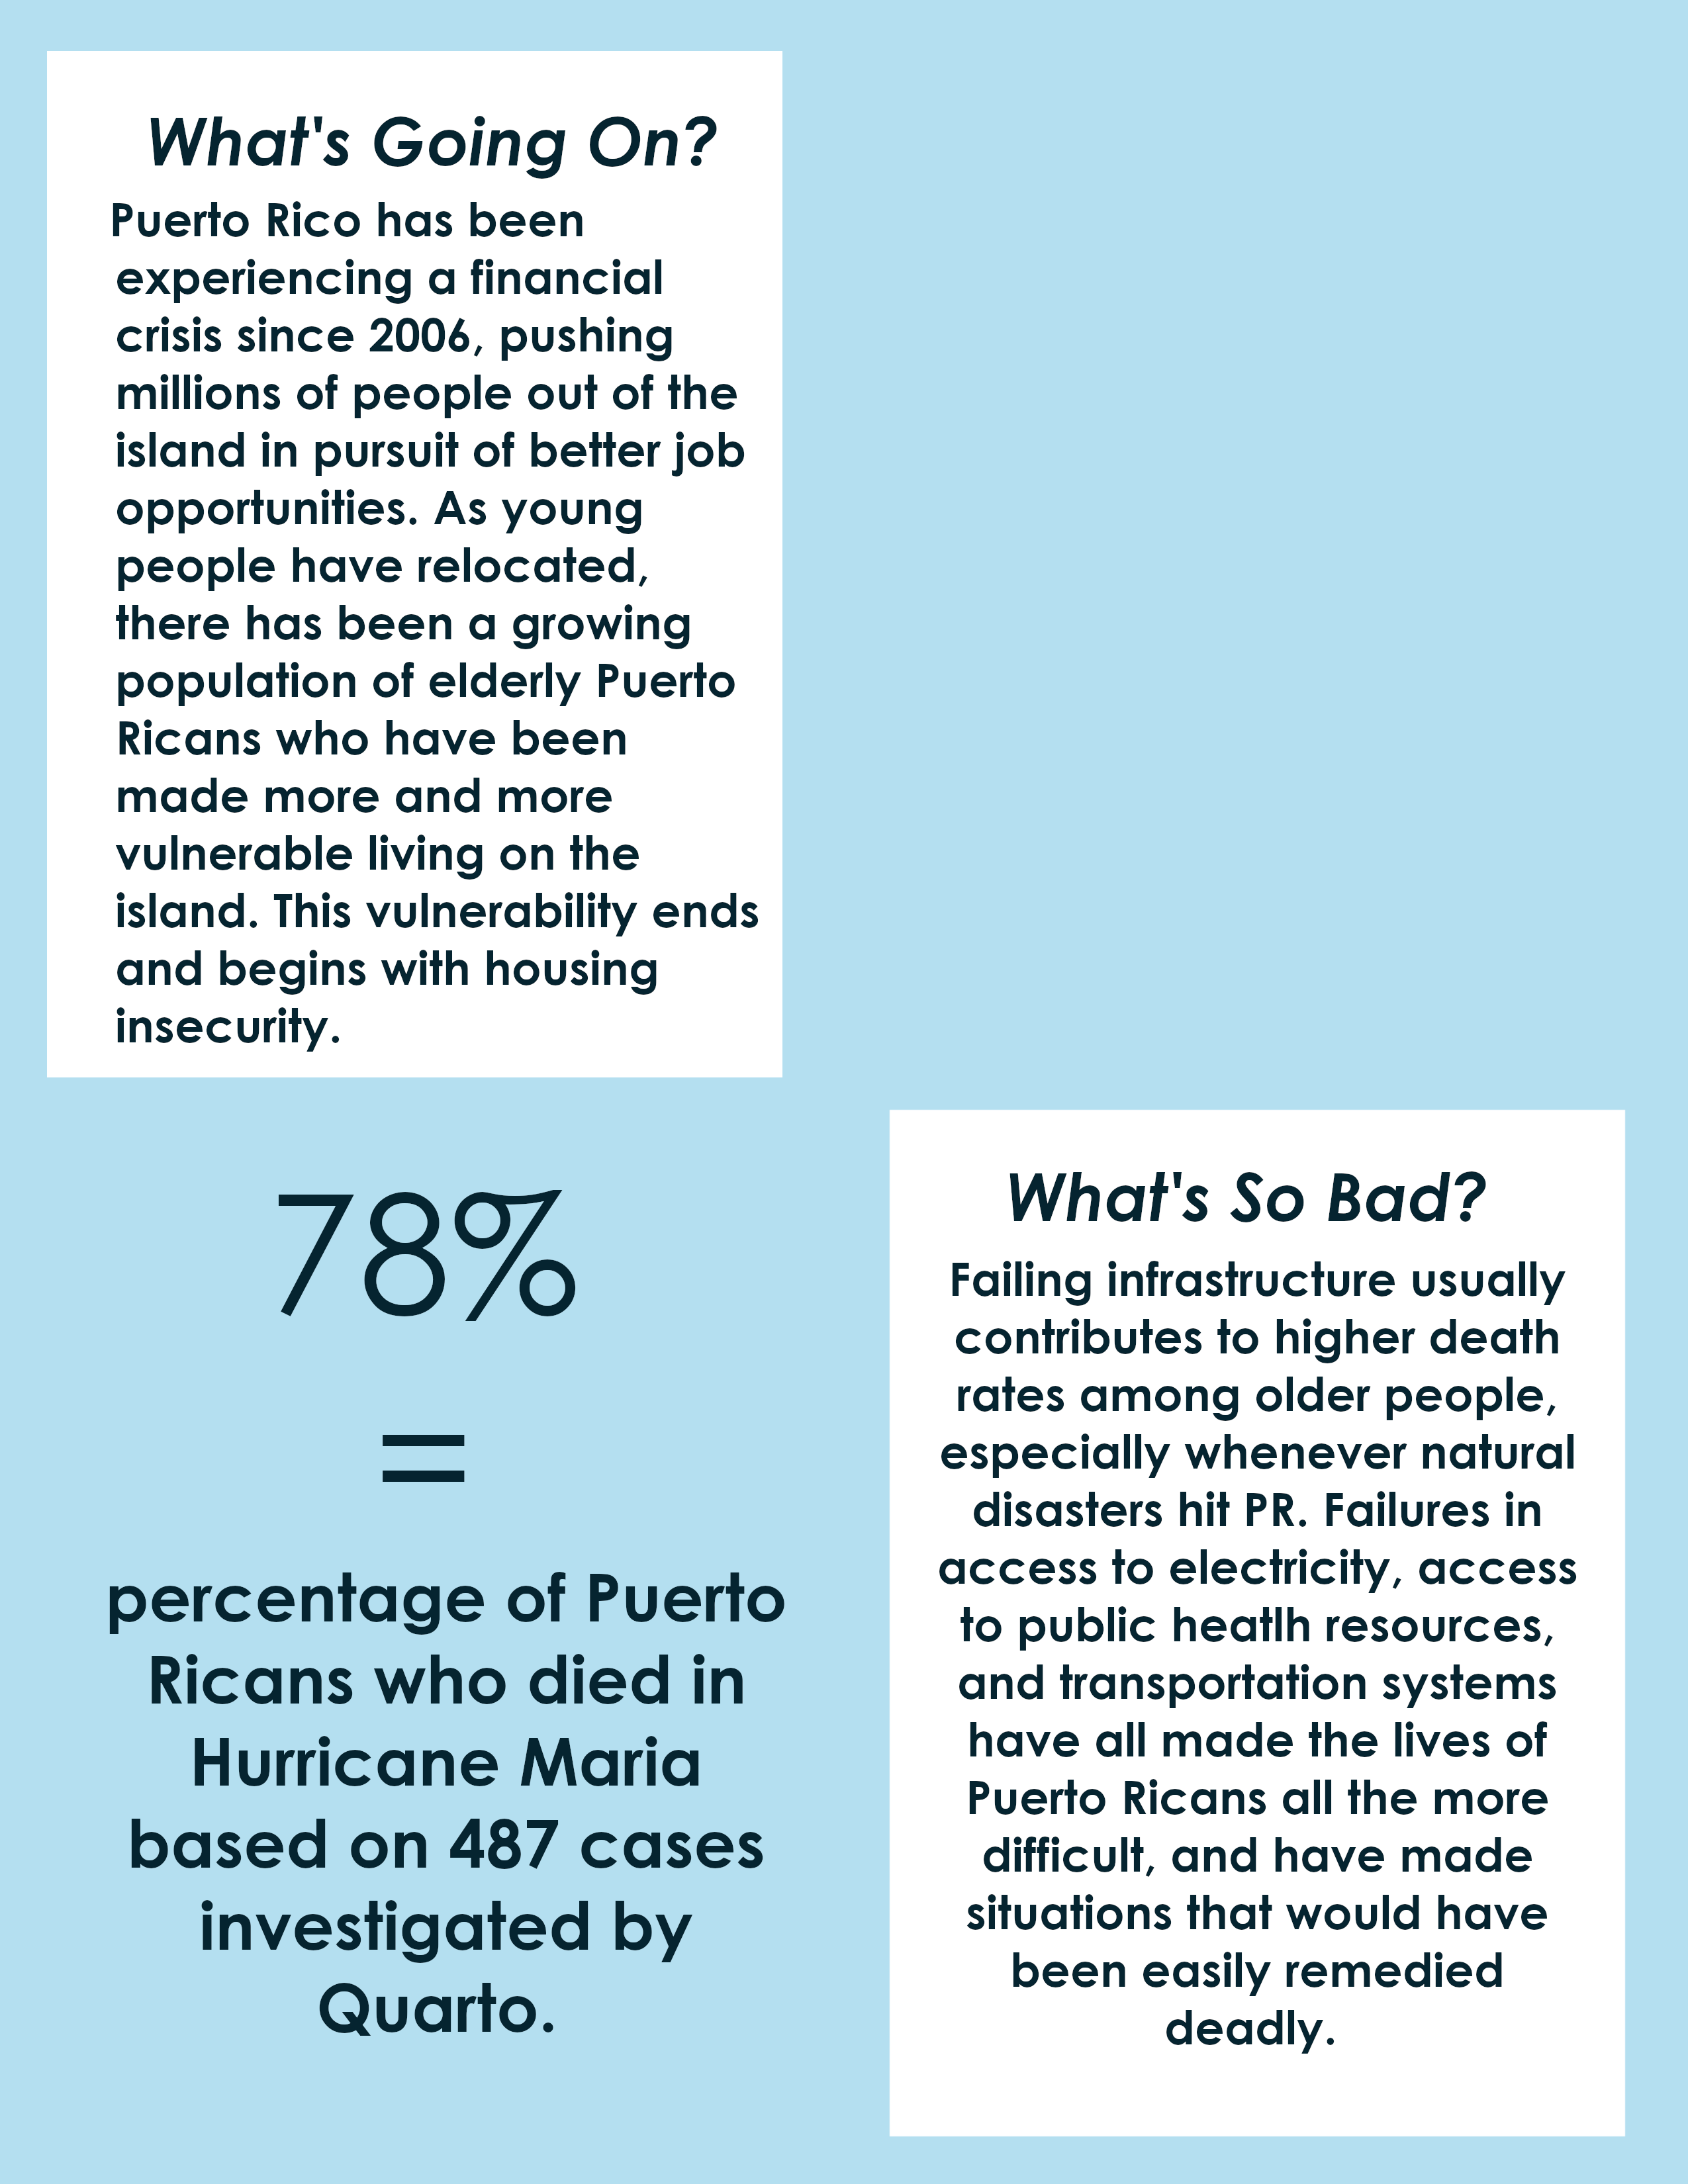 What's Going On?
Puerto Rico has been
experiencing a financial
crisis since 2006, pushing
millions of people out of the
island in pursuit of better job
opportunities. As young
people have relocated,
there has been a growing
population of elderly Puerto
Ricans who have been
made more and more
vulnerable living on the
island. This vulnerability ends
and begins with housing
insecurity.
78%
=
percentage of Puerto
Ricans who died in
Hurricane Maria
based on 487 cases
investigated by
Quarto.
What's So Bad?
Failing infrastructure usually
contributes to higher death
rates among older people,
especially whenever natural
disasters hit PR. Failures in
access to electricity, access
to public heatlh resources,
and transportation systems
have all made the lives of
Puerto Ricans all the more
difficult, and have made
situations that would have
been easily remedied
deadly.